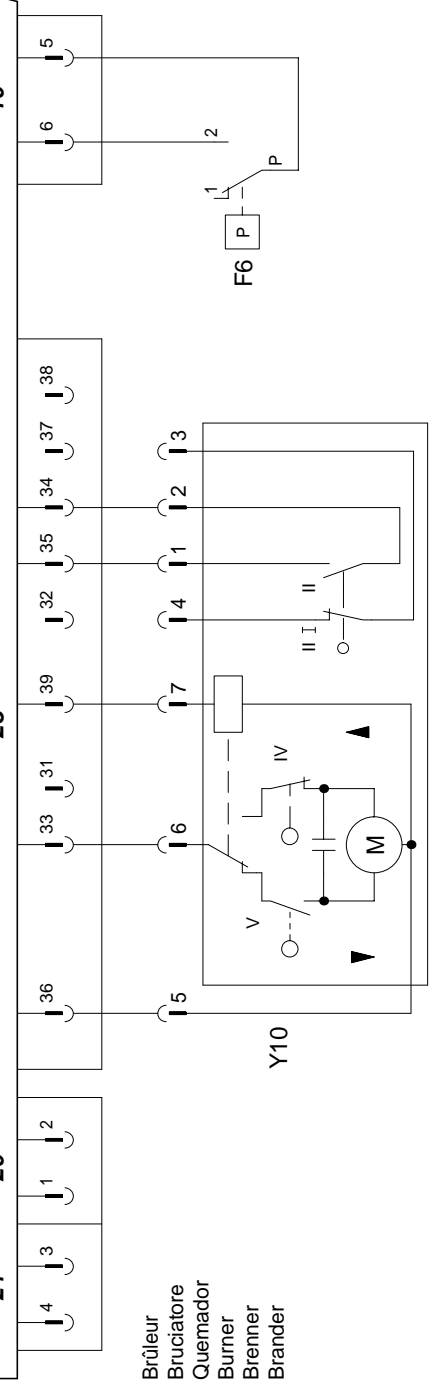 4 3 1 2 36 33 31 39 32 35 34 37 38 6 5
5 6 7 4 1 2 3
1 2
P P
F6
V IV
II I II
M
Y10
Brûleur
Bruciatore
Quemador
Burner
Brenner
Brander